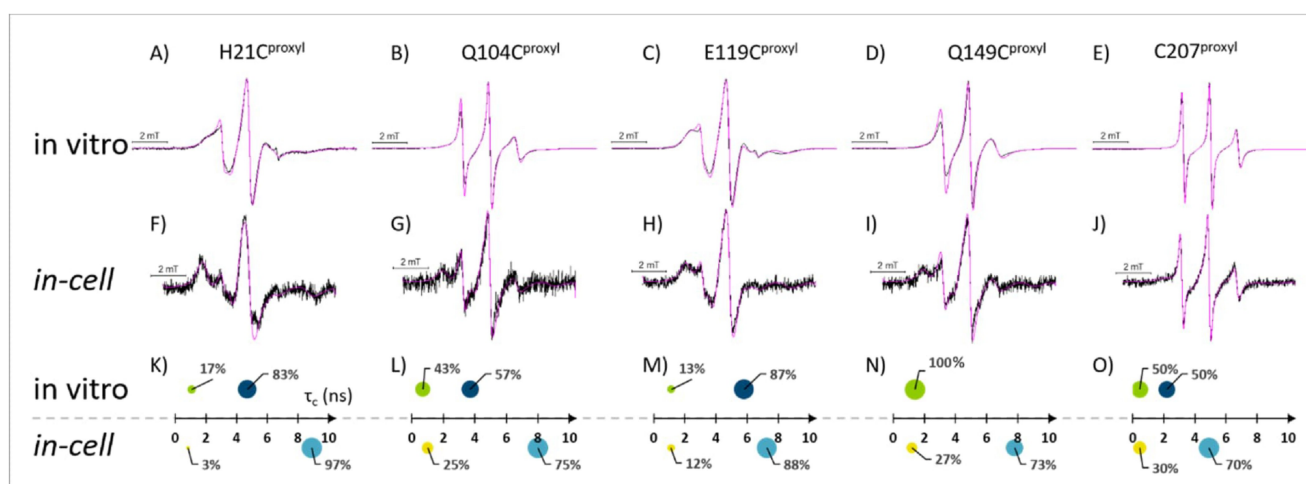 A) H21Cproxyl B) Q104Cproxyl C) E119Cproxyl D) Q149Cproxyl E) C207proxyl
in vitro 2 mT 2 mT 2 mT 2 mT 2 mT
F) G) H) I) J)
in-cell 2 mT 2 mT 2 mT 2 mT 2 mT
K) 17% 83% L) 43% 57% M) 13% 87% N) 100% O) 50% 50%
in vitro τc (ns)
0 2 4 6 8 10 0 2 4 6 8 10 0 2 4 6 8 10 0 2 4 6 8 10 0 2 4 6 8 10
in-cell 3% 97% 25% 75% 12% 88% 27% 73% 30% 70%